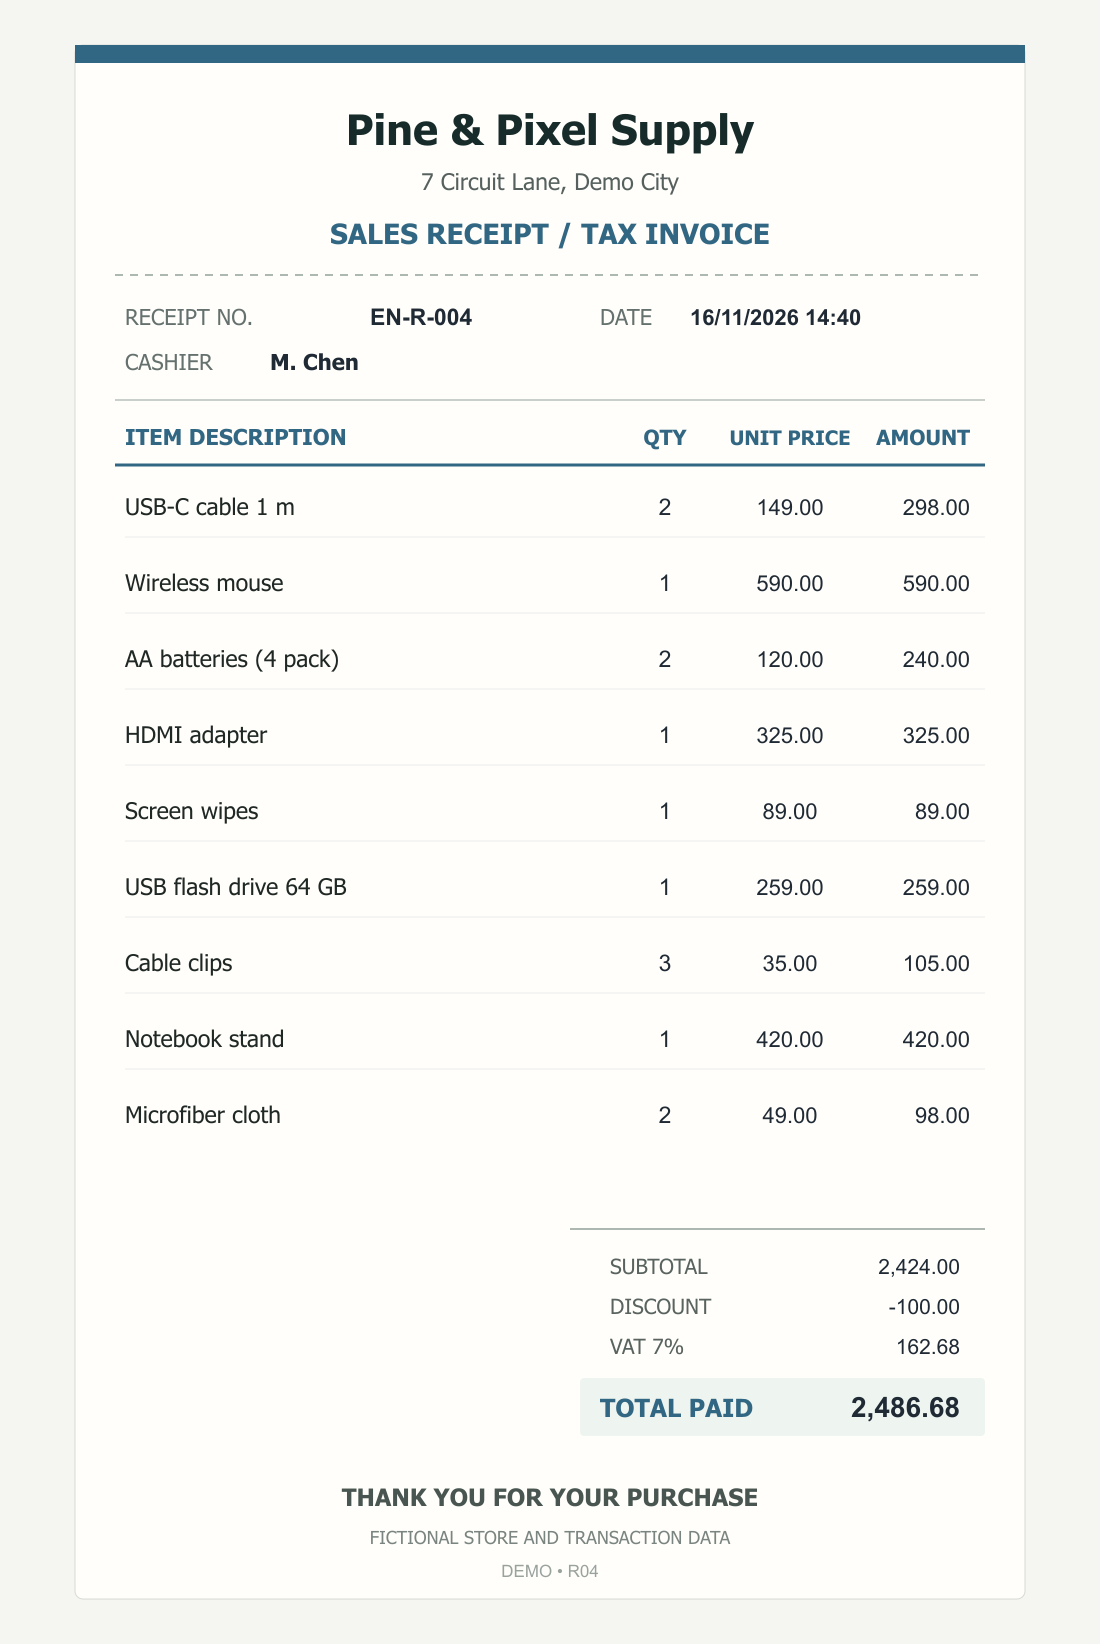 Pine & Pixel Supply
7 Circuit Lane, Demo City
SALES RECEIPT / TAX INVOICE
RECEIPT NO. EN-R-004 DATE 16/11/2026 14:40
CASHIER M. Chen
ITEM DESCRIPTION QTY UNIT PRICE AMOUNT
USB-C cable 1 m 2 149.00 298.00
Wireless mouse 1 590.00 590.00
AA batteries (4 pack) 2 120.00 240.00
HDMI adapter 1 325.00 325.00
Screen wipes 1 89.00 89.00
USB flash drive 64 GB 1 259.00 259.00
Cable clips 3 35.00 105.00
Notebook stand 1 420.00 420.00
Microfiber cloth 2 49.00 98.00
SUBTOTAL 2,424.00
DISCOUNT -100.00
VAT 7% 162.68
TOTAL PAID 2,486.68
THANK YOU FOR YOUR PURCHASE
FICTIONAL STORE AND TRANSACTION DATA
DEMO • R04